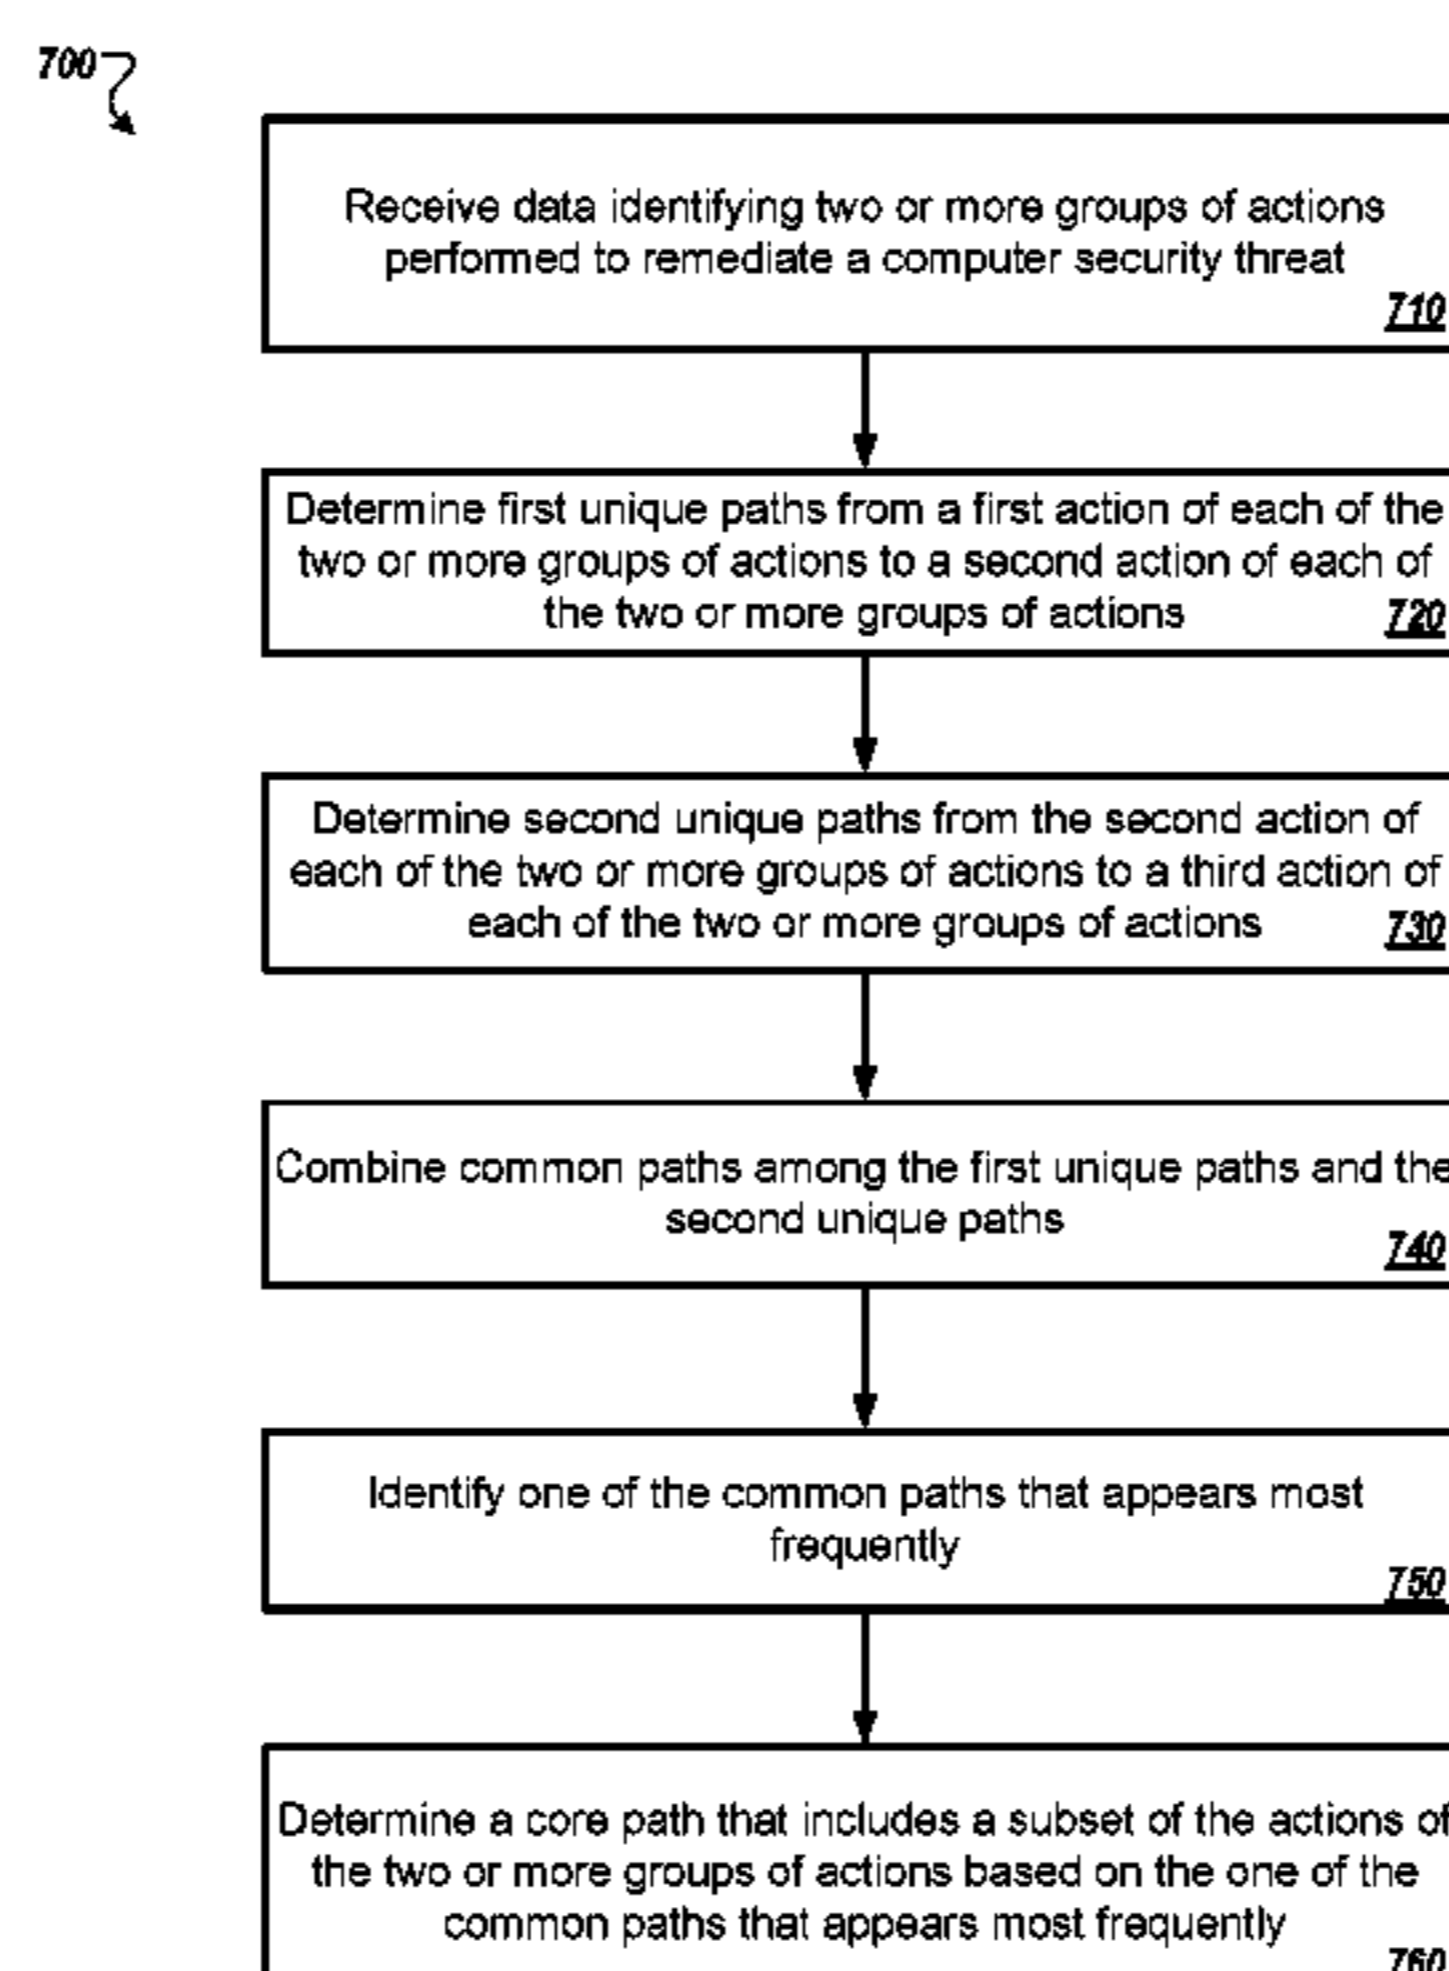 700
Receive data identifying two or more groups of actions
performed to remediate a computer security threat
710
Determine first unique paths from a first action of each of the
two or more groups of actions to a second action of each of
the two or more groups of actions
720
Determine second unique paths from the second action of
each of the two or more groups of actions to a third action of
each of the two or more groups of actions
730
Combine common paths among the first unique paths and the
second unique paths
740
Identify one of the common paths that appears most
frequently
750
Determine a core path that includes a subset of the actions of
the two or more groups of actions based on the one of the
common paths that appears most frequently
760